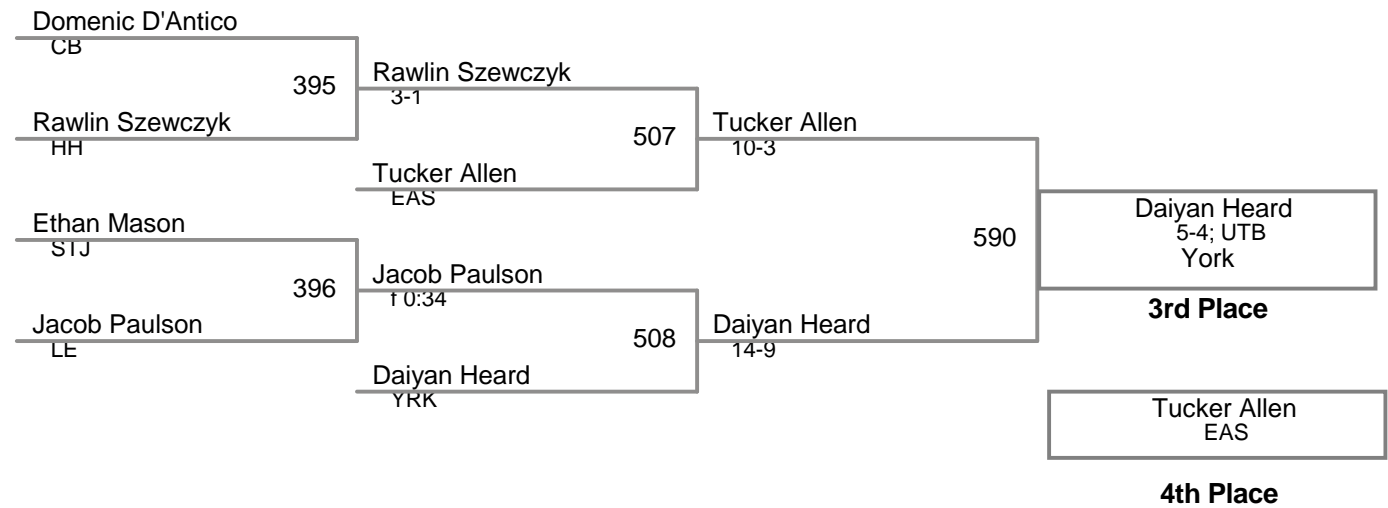 Domenic D'Antico
CB
395
Rawlin Szewczyk
3-1
Rawlin Szewczyk
HH
507
Tucker Allen
10-3
Tucker Allen
EAS
Ethan Mason
STJ
590
Daiyan Heard
5-4; UTB
York
3rd Place
396
Jacob Paulson
f 0:34
Jacob Paulson
LE
508
Daiyan Heard
14-9
Daiyan Heard
YRK
Tucker Allen
EAS
4th Place